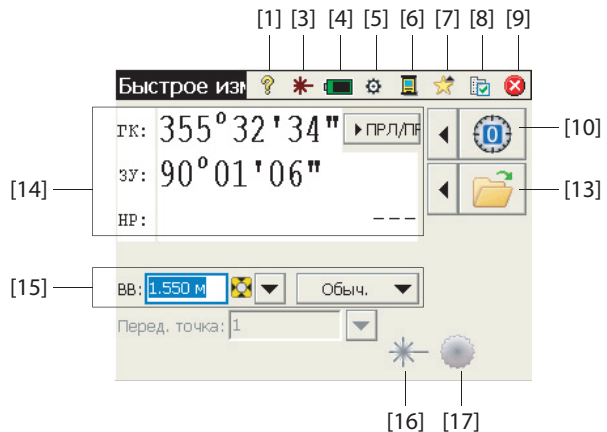 [1] [3] [4] [5] [6] [7] [8] [9]
Быстрое изм
ГК: 355°32'34" ▶ПРЛ/ПР
[10]
ЗУ: 90°01'06"
[13]
[14]
НР: ---
[15]
ВВ: 1.550 м Обыч.
Перед. точка: 1
[16] [17]
0